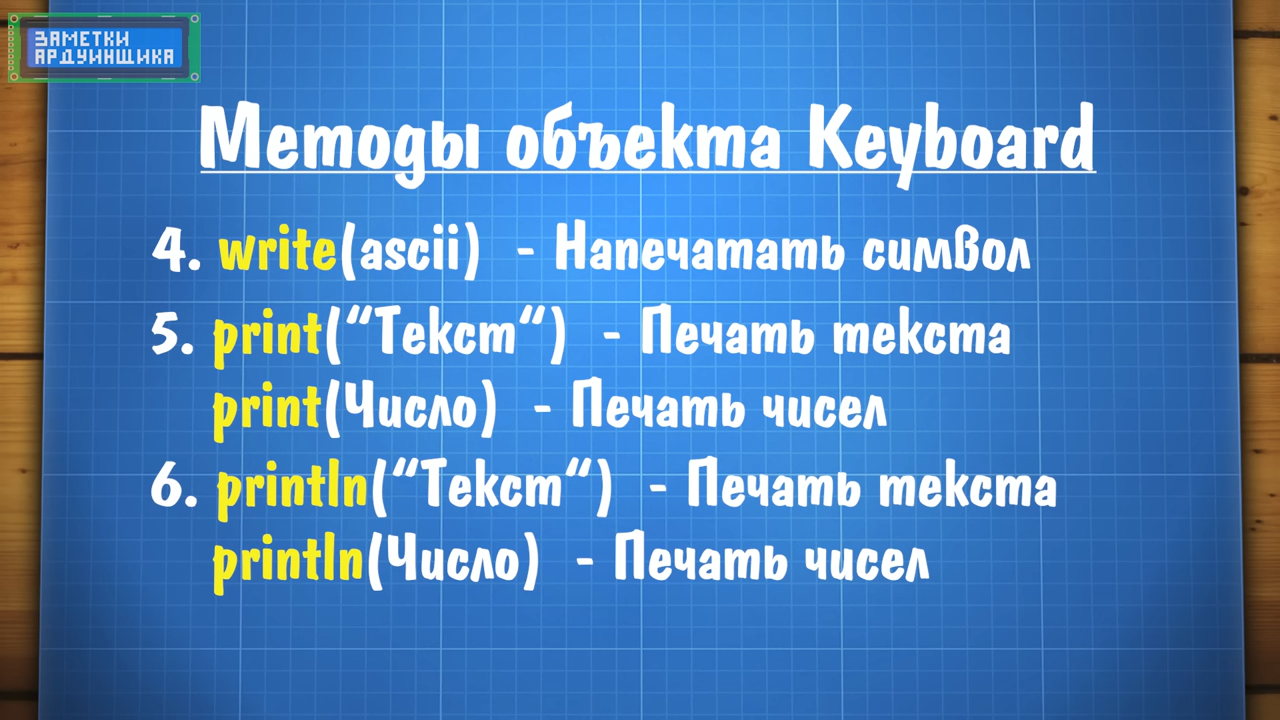 ЗАМЕТКИ
АРДУИНЩИКА
Методы объекта Keyboard
4. write(ascii) - Напечатать символ
5. print(“Текст“) - Печать текста
print(Число) - Печать чисел
6. println(“Текст“) - Печать текста
println(Число) - Печать чисел